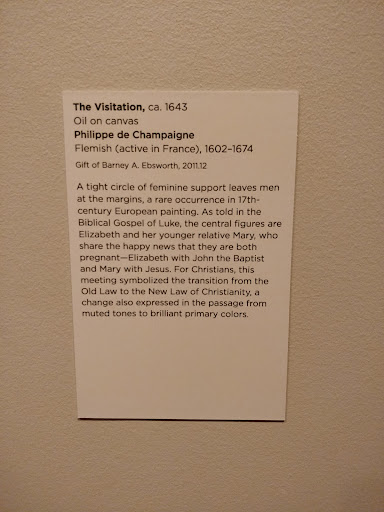 The Visitation, ca. 1643
Oil on canvas
Philippe de Champaigne
Flemish (active in France), 1602–1674
Gift of Barney A. Ebsworth, 2011.12
A tight circle of feminine support leaves men
at the margins, a rare occurrence in 17th-
century European painting. As told in the
Biblical Gospel of Luke, the central figures are
Elizabeth and her younger relative Mary, who
share the happy news that they are both
pregnant—Elizabeth with John the Baptist
and Mary with Jesus. For Christians, this
meeting symbolized the transition from the
Old Law to the New Law of Christianity, a
change also expressed in the passage from
muted tones to brilliant primary colors.